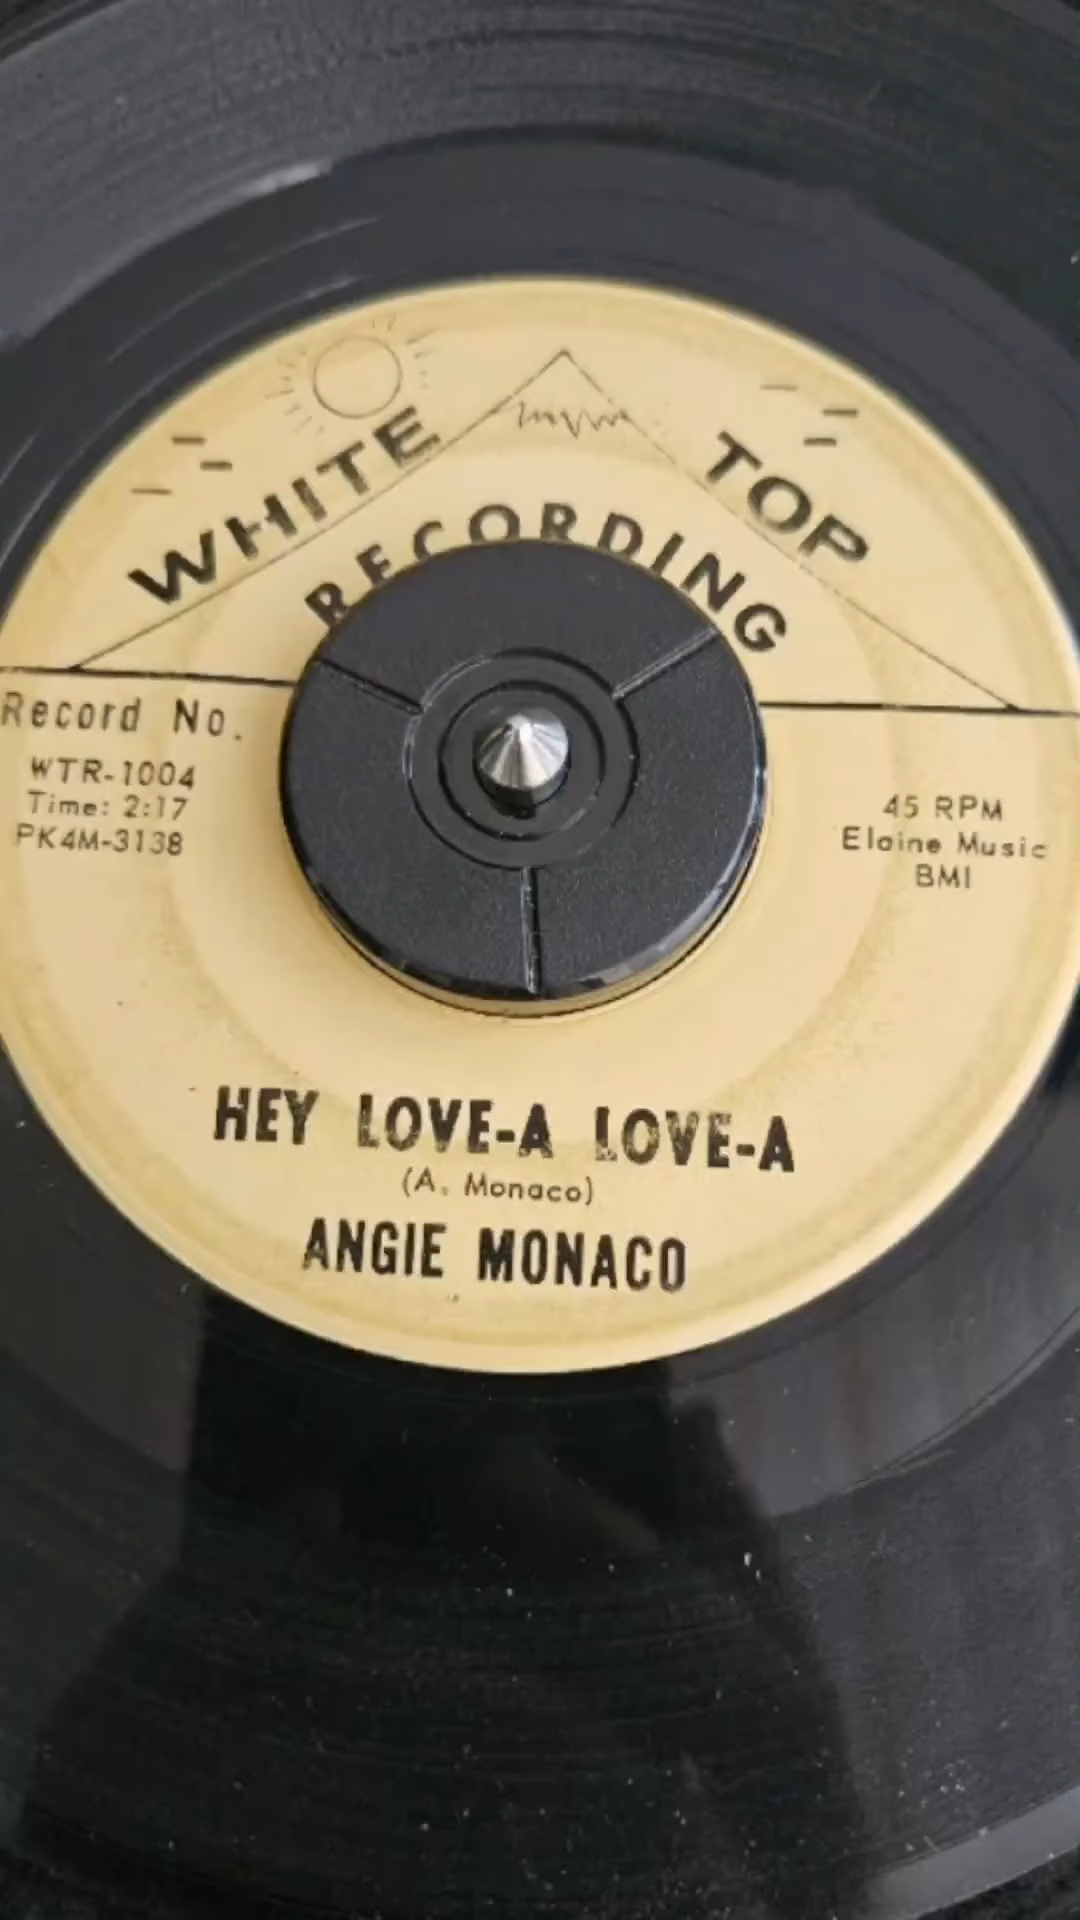 WHITE TOP
RECORDING
Record No.
WTR-1004
Time: 2:17
PK4M-3138
45 RPM
Elaine Music
BMI
HEY LOVE-A LOVE-A
(A. Monaco)
ANGIE MONACO